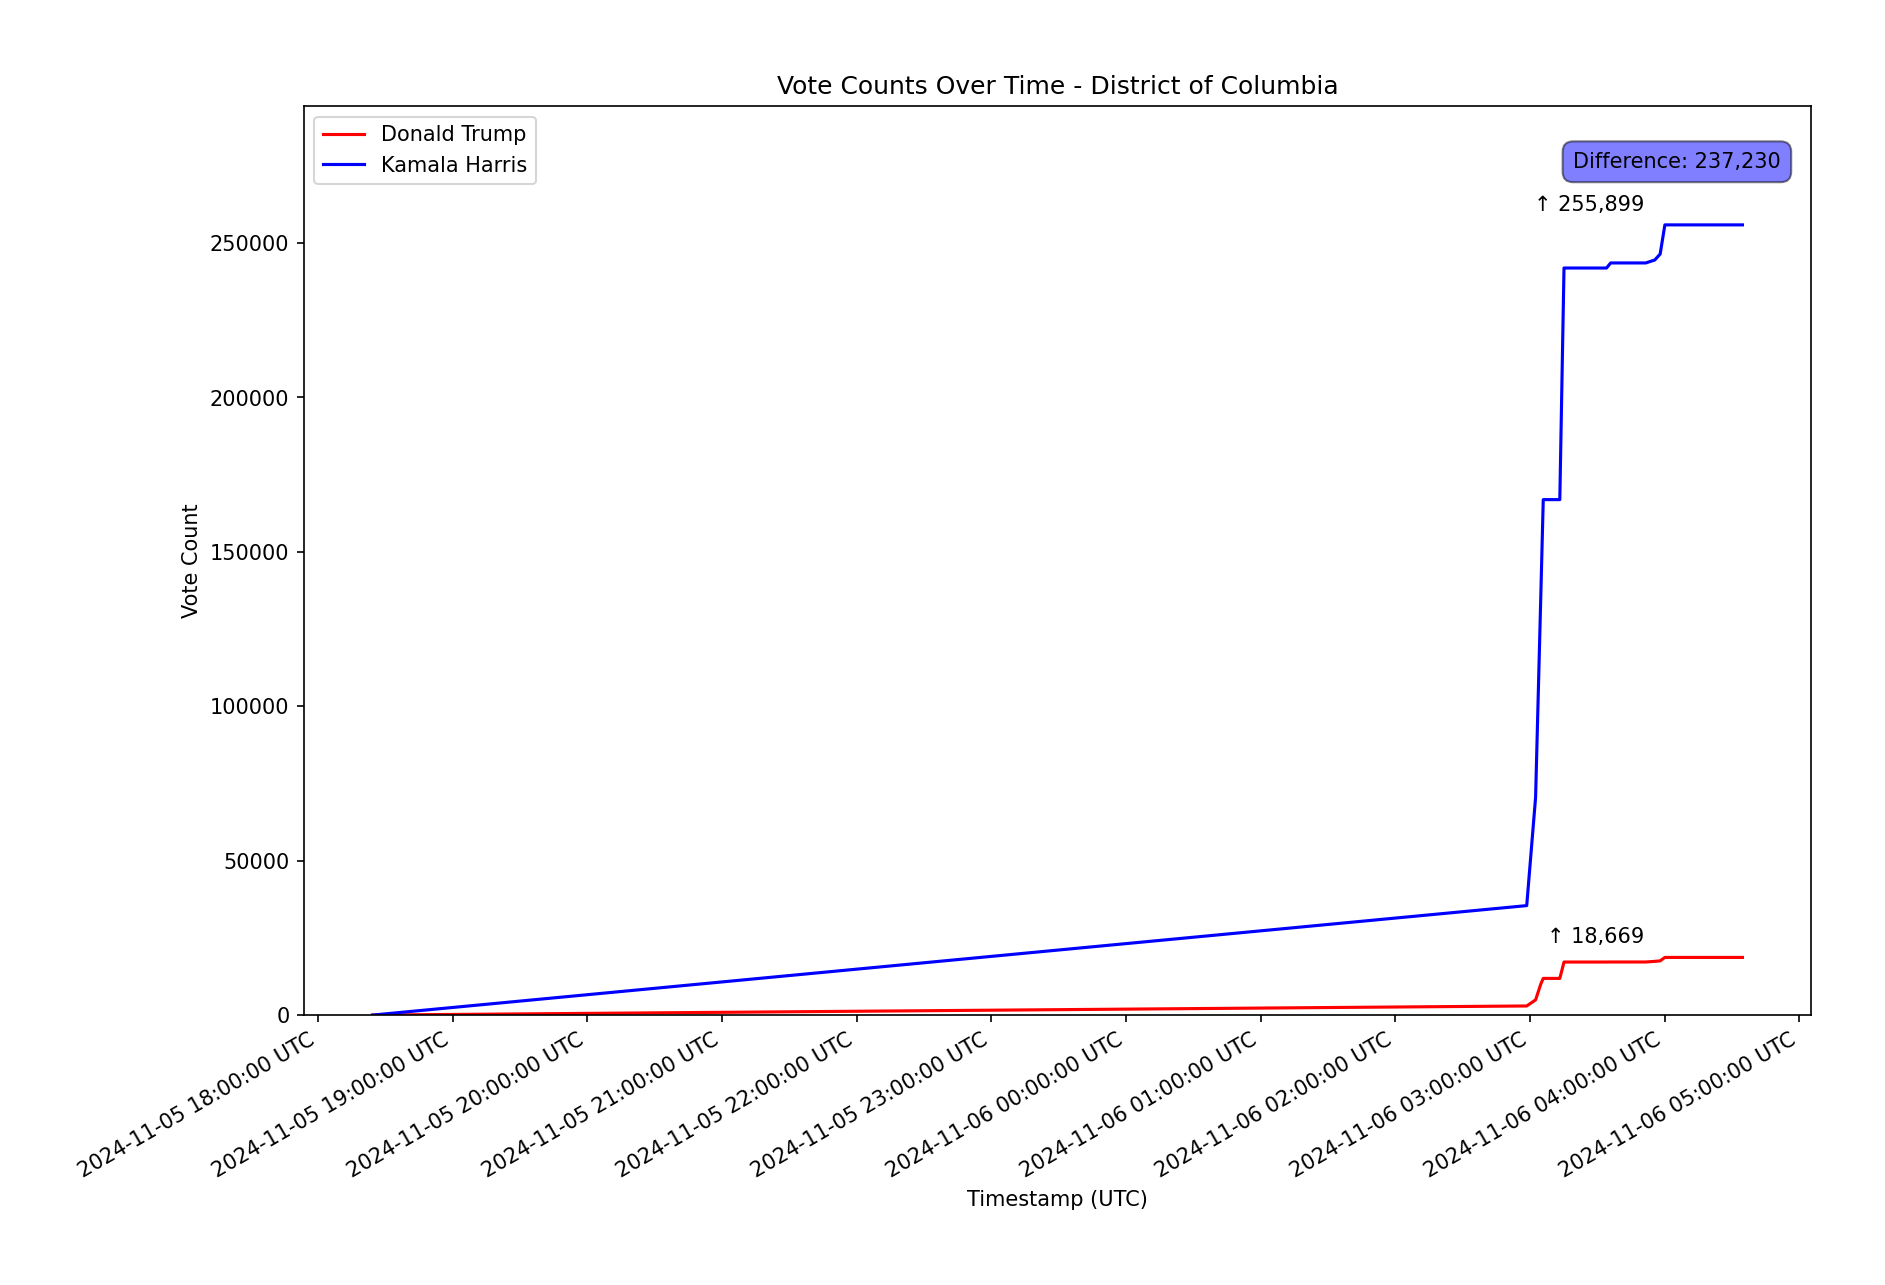 Vote Counts Over Time - District of Columbia
Donald Trump
Kamala Harris
Difference: 237,230
↑ 255,899
↑ 18,669
Vote Count
250000
200000
150000
100000
50000
0
2024-11-05 18:00:00 UTC
2024-11-05 19:00:00 UTC
2024-11-05 20:00:00 UTC
2024-11-05 21:00:00 UTC
2024-11-05 22:00:00 UTC
2024-11-05 23:00:00 UTC
2024-11-06 00:00:00 UTC
2024-11-06 01:00:00 UTC
2024-11-06 02:00:00 UTC
2024-11-06 03:00:00 UTC
2024-11-06 04:00:00 UTC
2024-11-06 05:00:00 UTC
Timestamp (UTC)